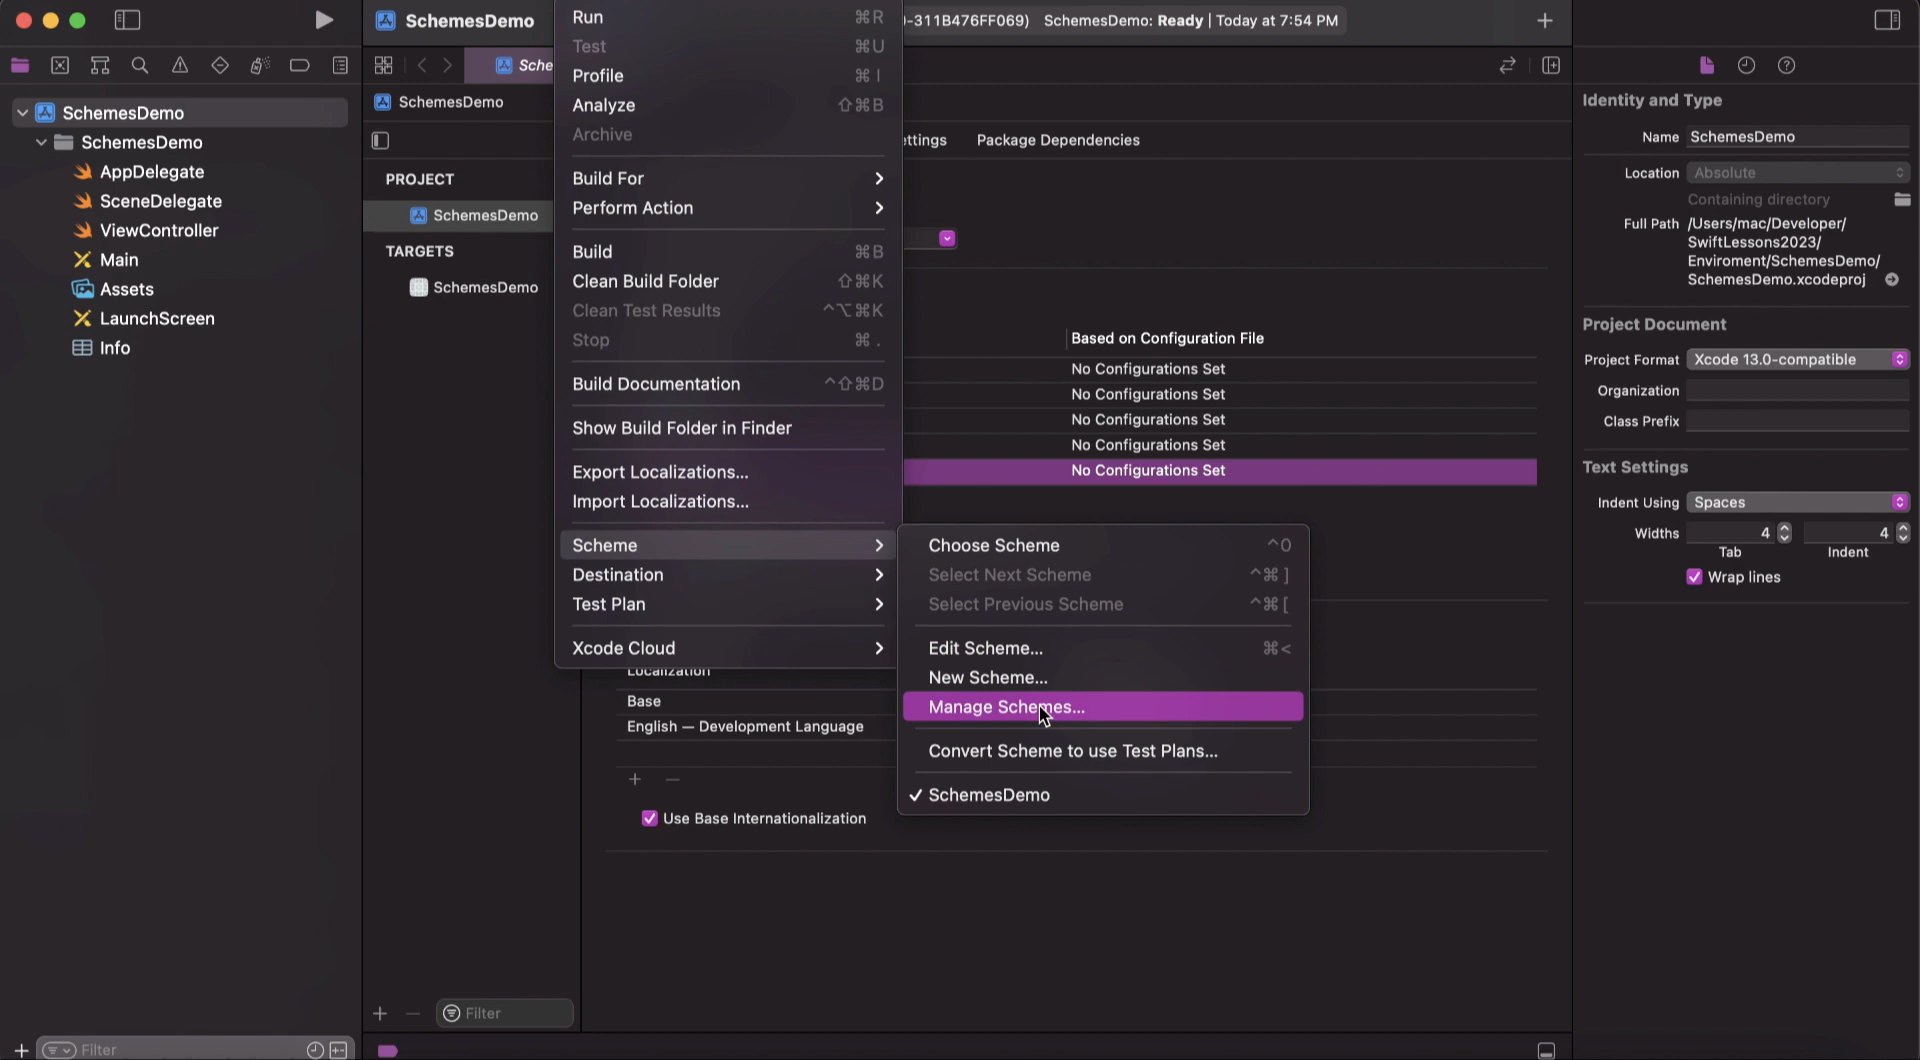 SchemesDemo
-311B476FF069) SchemesDemo: Ready | Today at 7:54 PM
Sche
SchemesDemo
SchemesDemo
SchemesDemo
AppDelegate
SceneDelegate
ViewController
Main
Assets
LaunchScreen
Info
Filter
SchemesDemo
PROJECT
SchemesDemo
TARGETS
SchemesDemo
Filter
Run ⌘R
Test ⌘U
Profile ⌘I
Analyze ⇧⌘B
Archive
Build For
Perform Action
Build ⌘B
Clean Build Folder ⇧⌘K
Clean Test Results ^⌥⌘K
Stop ⌘.
Build Documentation ^⇧⌘D
Show Build Folder in Finder
Export Localizations...
Import Localizations...
Scheme
Destination
Test Plan
Xcode Cloud
Choose Scheme ^0
Select Next Scheme ^⌘]
Select Previous Scheme ^⌘[
Edit Scheme... ⌘<
New Scheme...
Manage Schemes...
Convert Scheme to use Test Plans...
✓ SchemesDemo
ettings Package Dependencies
Based on Configuration File
No Configurations Set
No Configurations Set
No Configurations Set
No Configurations Set
No Configurations Set
Localization
Base
English — Development Language
Use Base Internationalization
Identity and Type
Name SchemesDemo
Location Absolute
Containing directory
Full Path /Users/mac/Developer/
SwiftLessons2023/
Enviroment/SchemesDemo/
SchemesDemo.xcodeproj
Project Document
Project Format Xcode 13.0-compatible
Organization
Class Prefix
Text Settings
Indent Using Spaces
Widths 4 4
Tab Indent
Wrap lines